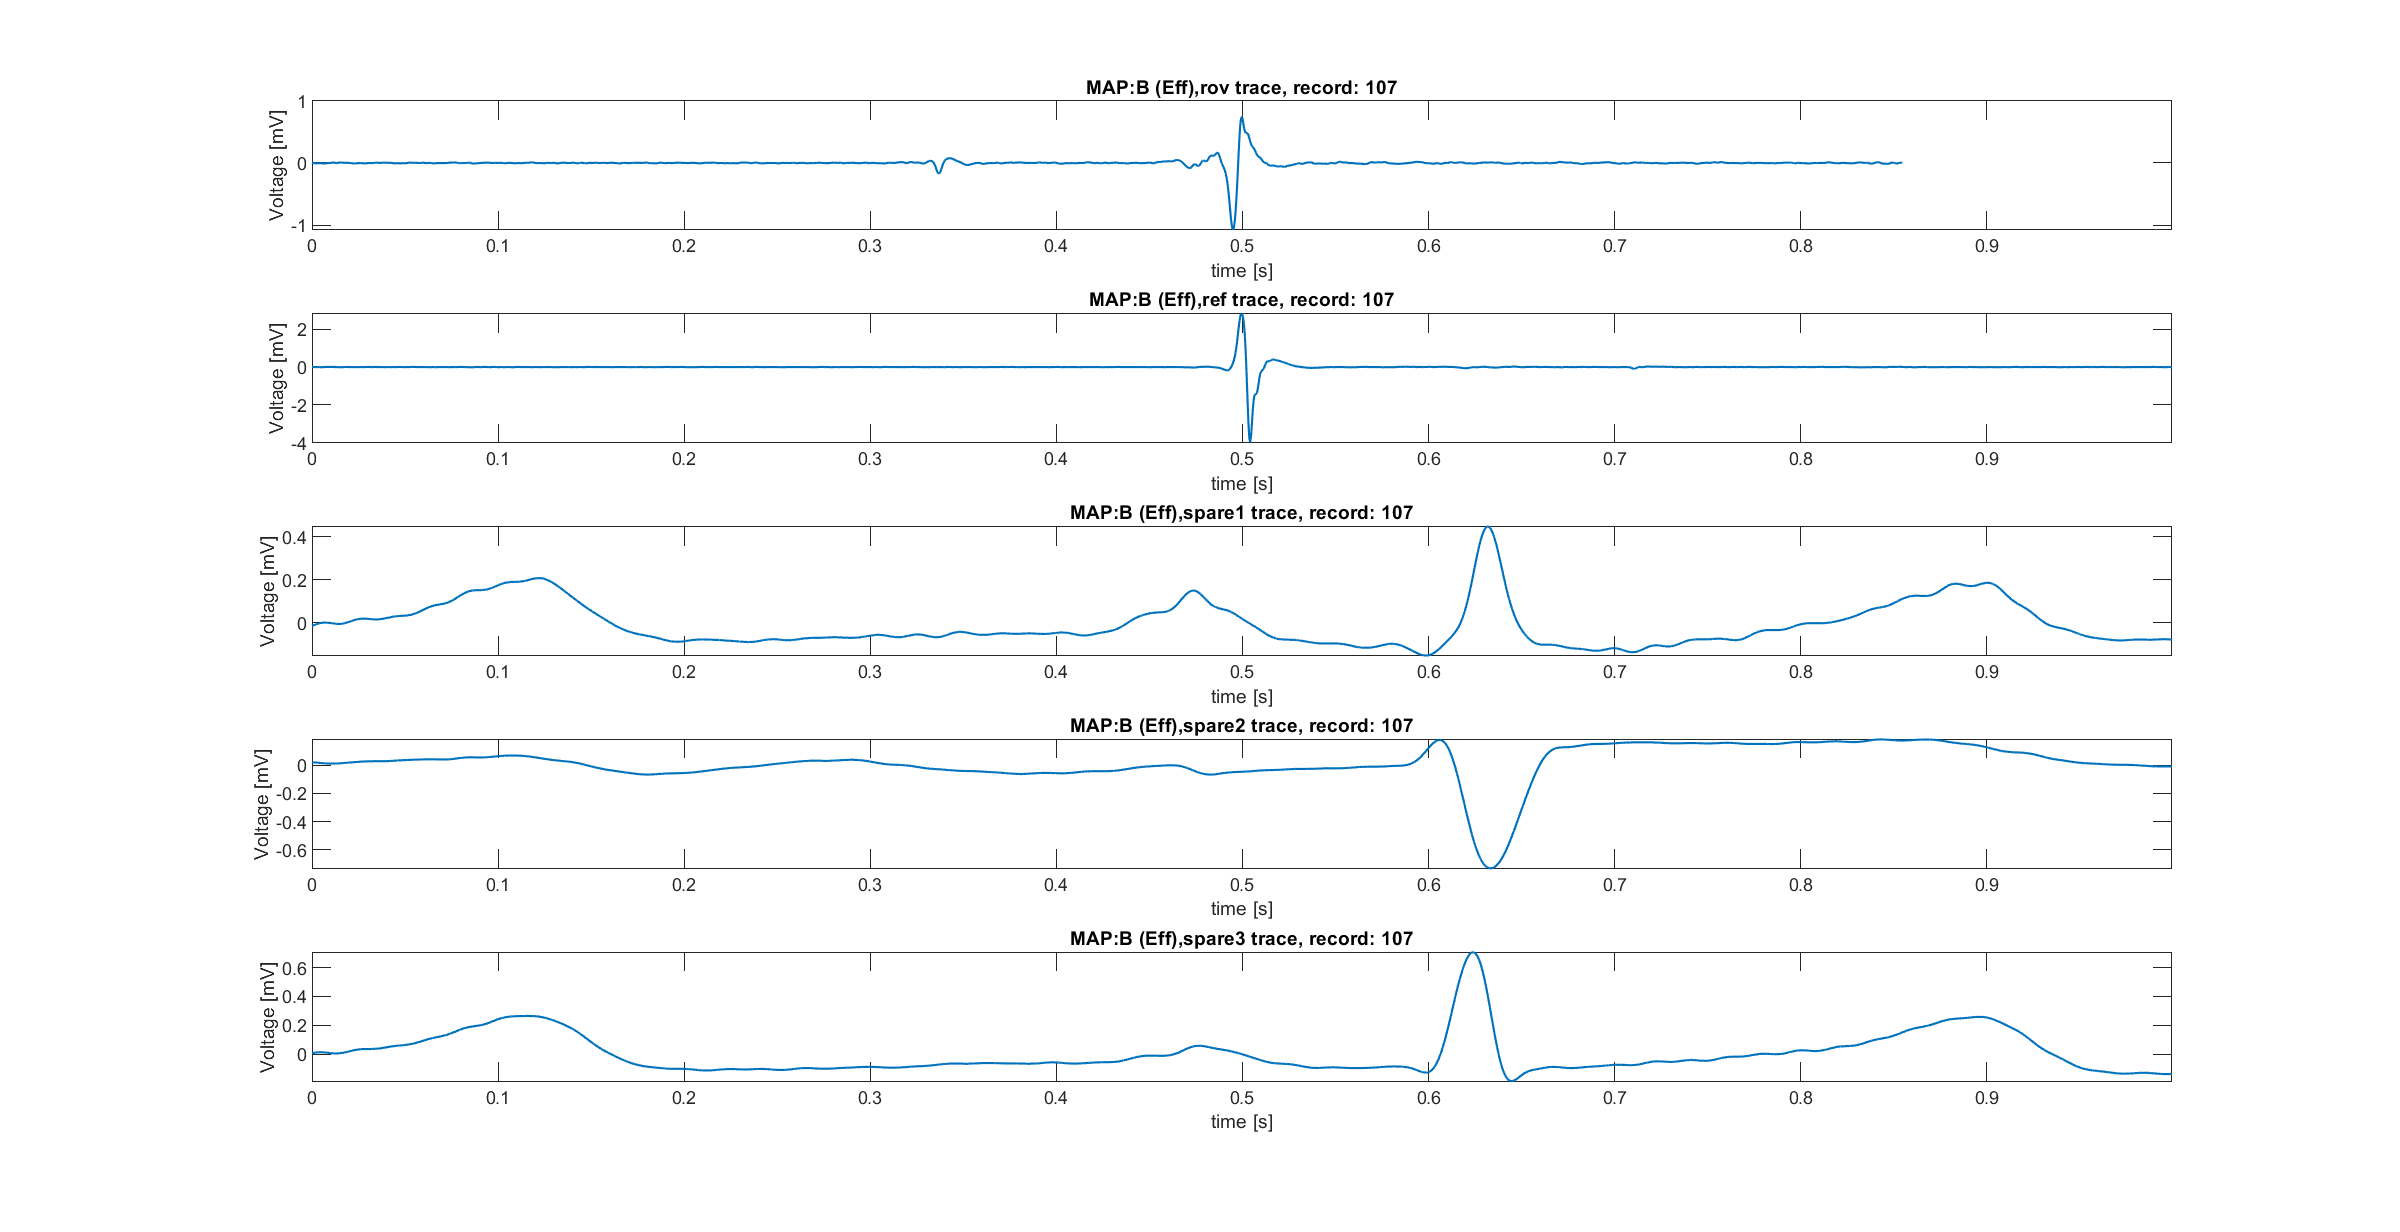 MAP:B (Eff),rov trace, record: 107
Voltage [mV]
1
0
-1
0 0.1 0.2 0.3 0.4 0.5 0.6 0.7 0.8 0.9
time [s]
MAP:B (Eff),ref trace, record: 107
Voltage [mV]
2
0
-2
-4
0 0.1 0.2 0.3 0.4 0.5 0.6 0.7 0.8 0.9
time [s]
MAP:B (Eff),spare1 trace, record: 107
Voltage [mV]
0.4
0.2
0
0 0.1 0.2 0.3 0.4 0.5 0.6 0.7 0.8 0.9
time [s]
MAP:B (Eff),spare2 trace, record: 107
Voltage [mV]
0
-0.2
-0.4
-0.6
0 0.1 0.2 0.3 0.4 0.5 0.6 0.7 0.8 0.9
time [s]
MAP:B (Eff),spare3 trace, record: 107
Voltage [mV]
0.6
0.4
0.2
0
0 0.1 0.2 0.3 0.4 0.5 0.6 0.7 0.8 0.9
time [s]